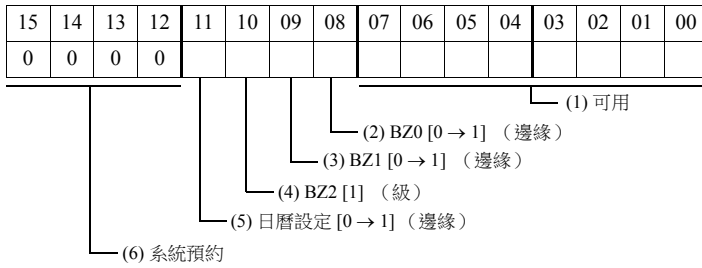 15 14 13 12 11 10 09 08 07 06 05 04 03 02 01 00
0 0 0 0
(1) 可用
(2) BZ0 [0 → 1] （邊緣）
(3) BZ1 [0 → 1] （邊緣）
(4) BZ2 [1] （級）
(5) 日曆設定 [0 → 1] （邊緣）
(6) 系統預約